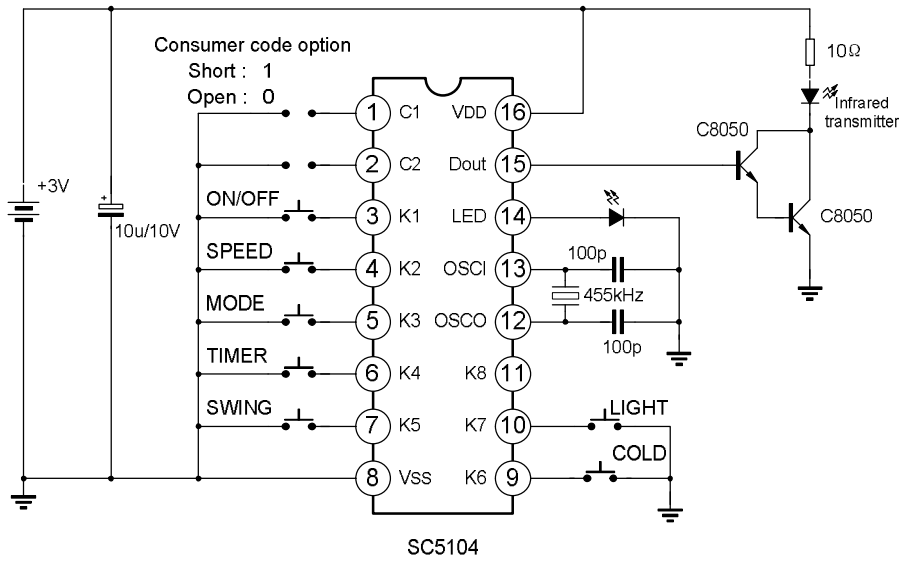 Consumer code option
Short : 1
Open : 0
10Ω
Infrared
transmitter
C8050
C8050
+3V
+
10u/10V
ON/OFF
SPEED
MODE
TIMER
SWING
1 C1
2 C2
3 K1
4 K2
5 K3
6 K4
7 K5
8 Vss
VDD 16
Dout 15
LED 14
OSCI 13
OSCO 12
K8 11
K7 10
K6 9
100p
455kHz
100p
LIGHT
COLD
SC5104